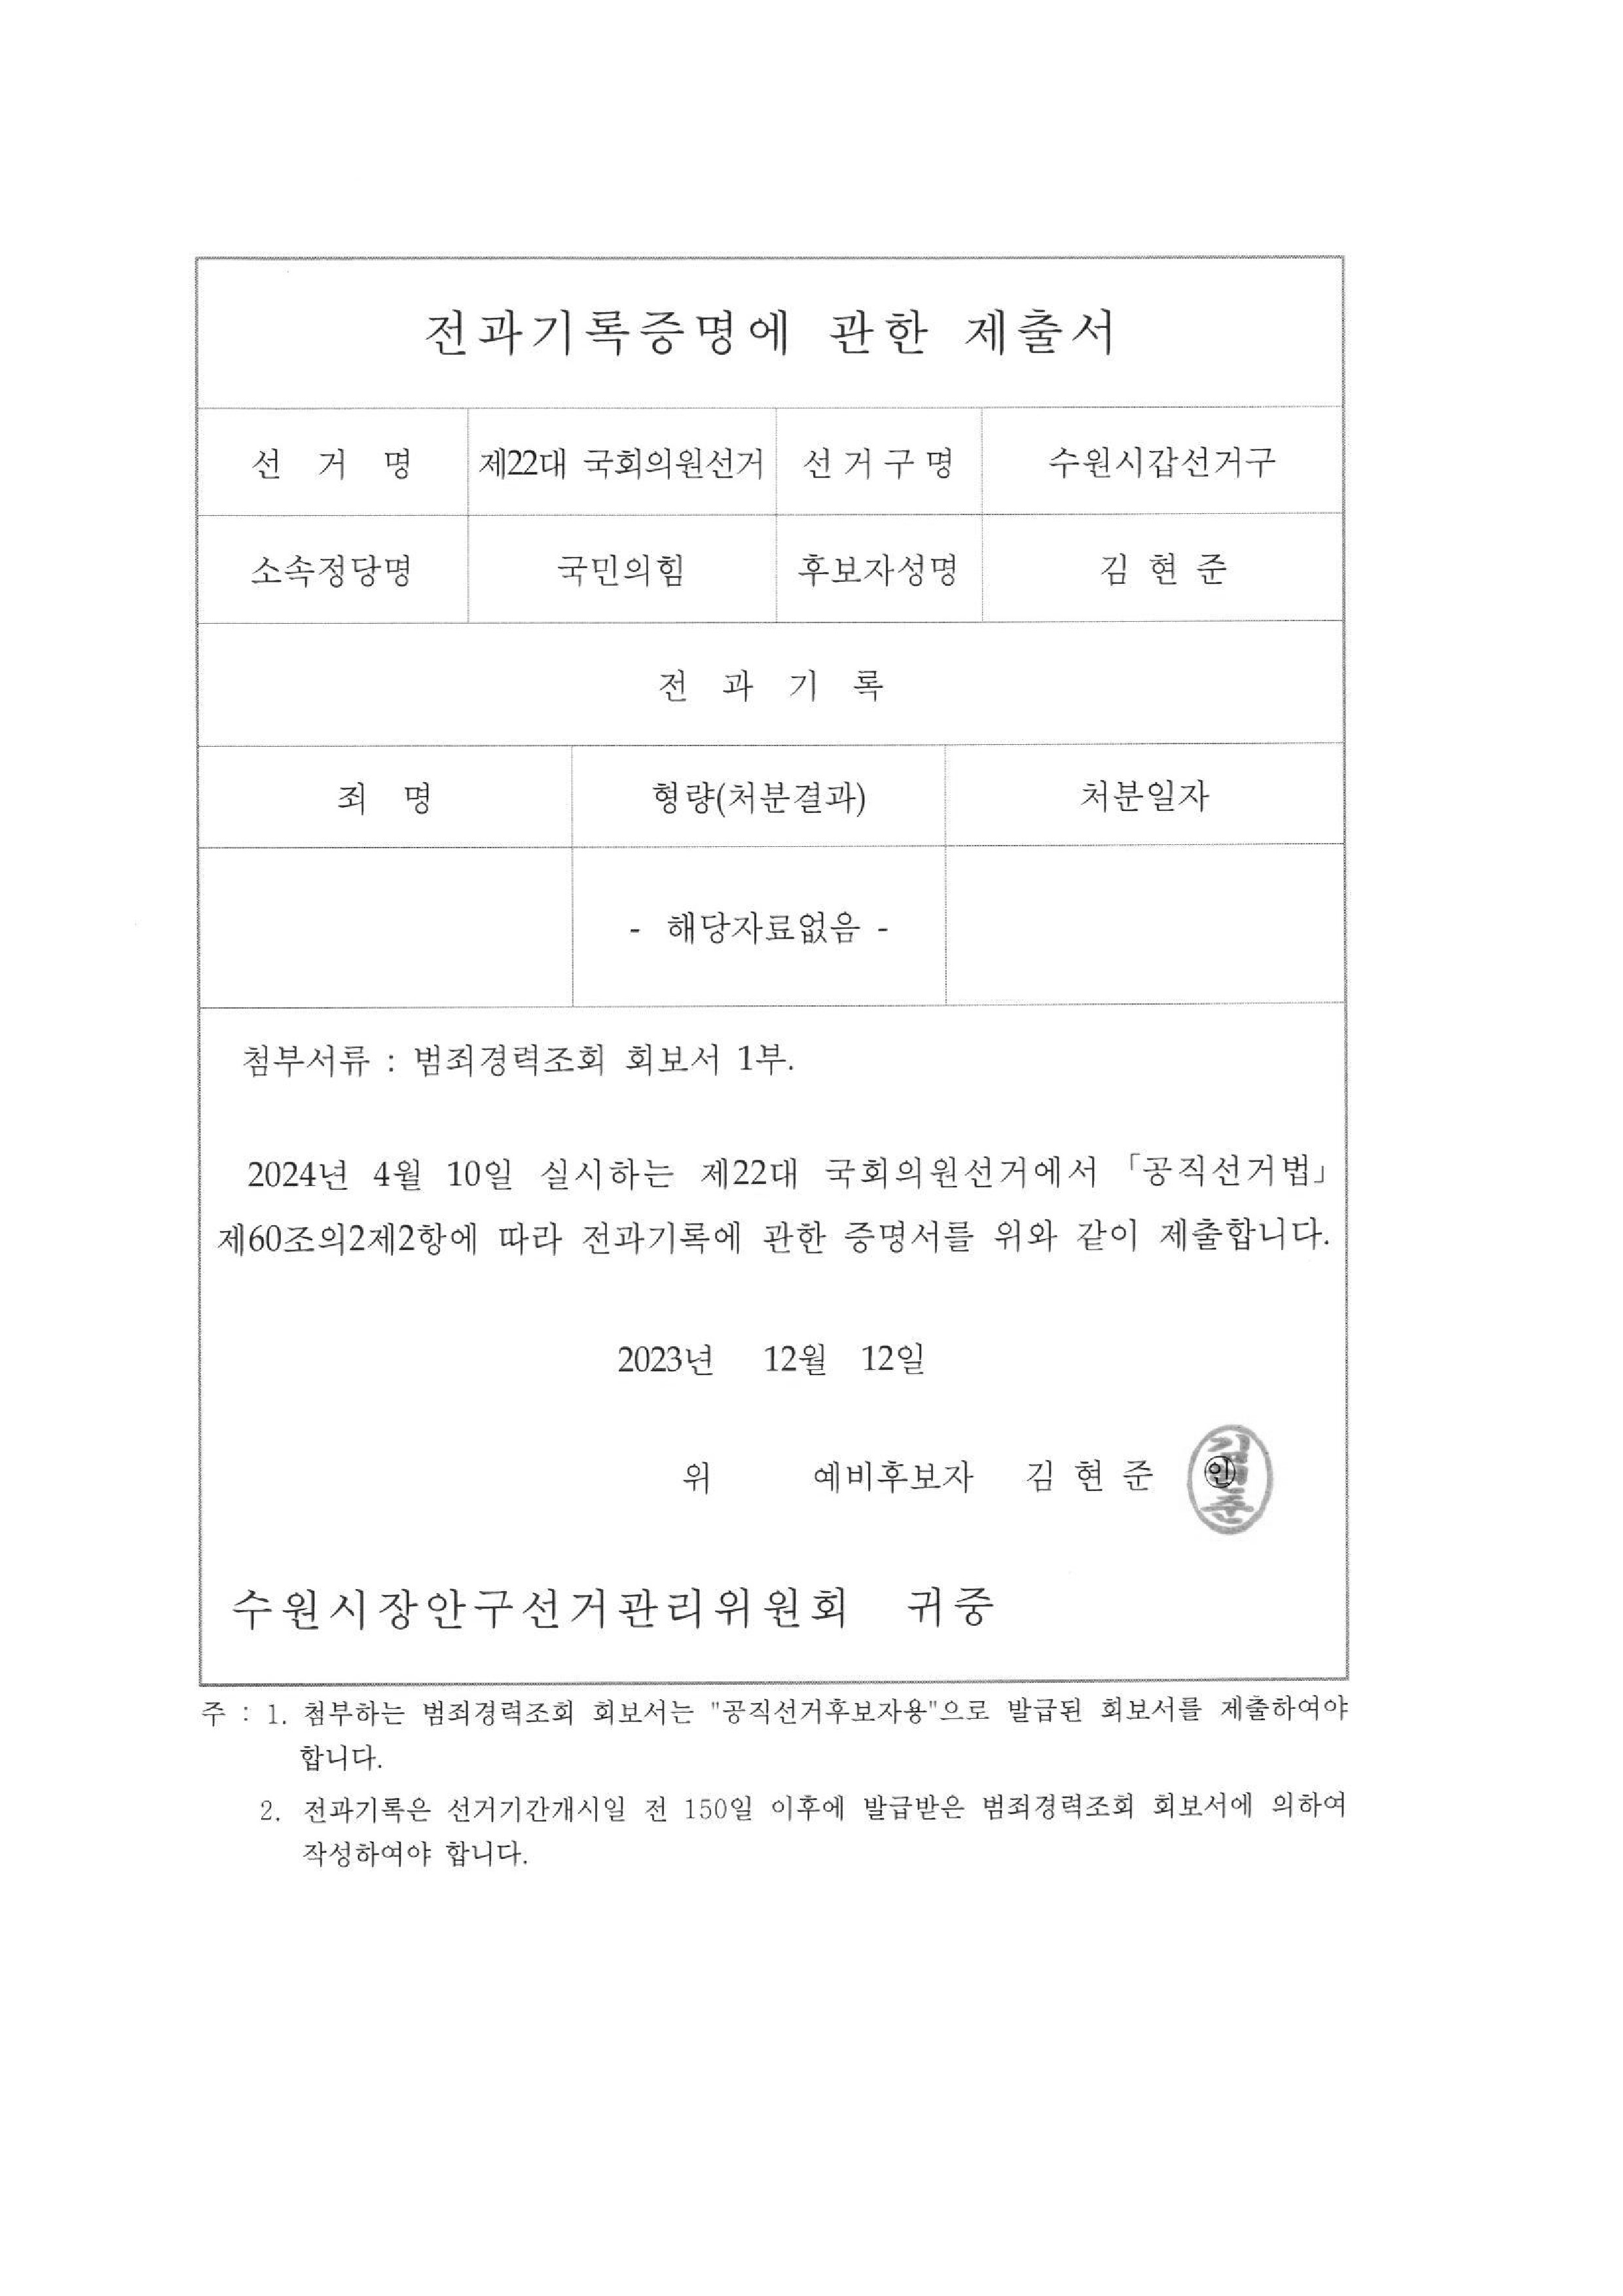 전과기록증명에 관한 제출서
선 거 명 제22대 국회의원선거 선거구명 수원시갑선거구
소속정당명 국민의힘 후보자성명 김 현 준
전 과 기 록
죄 명 형량(처분결과) 처분일자
- 해당자료없음 -
첨부서류 : 범죄경력조회 회보서 1부.
2024년 4월 10일 실시하는 제22대 국회의원선거에서 「공직선거법」
제60조의2제2항에 따라 전과기록에 관한 증명서를 위와 같이 제출합니다.
2023년 12월 12일
위 예비후보자 김 현 준 ㊞
수원시장안구선거관리위원회 귀중
주 : 1. 첨부하는 범죄경력조회 회보서는 "공직선거후보자용"으로 발급된 회보서를 제출하여야
합니다.
2. 전과기록은 선거기간개시일 전 150일 이후에 발급받은 범죄경력조회 회보서에 의하여
작성하여야 합니다.